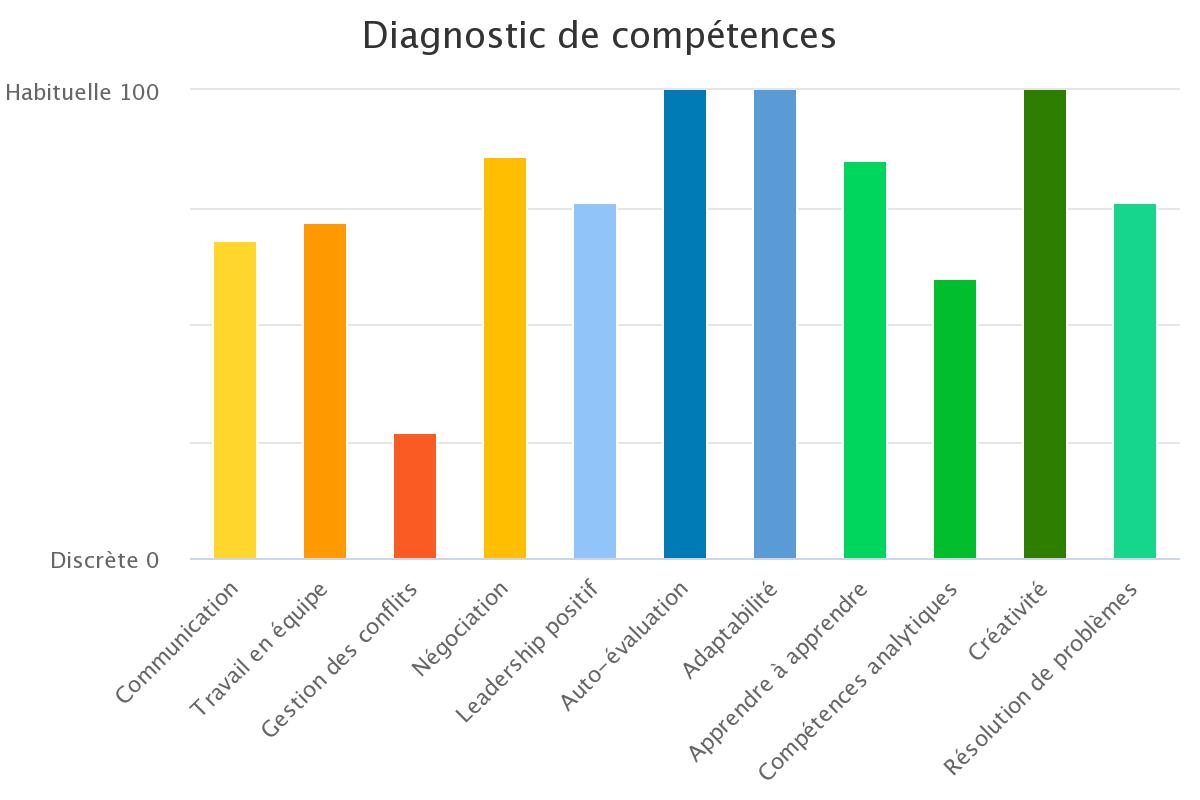 Diagnostic de compétences
Habituelle 100
Discrète 0
Communication
Travail en équipe
Gestion des conflits
Négociation
Leadership positif
Auto-évaluation
Adaptabilité
Apprendre à apprendre
Compétences analytiques
Créativité
Résolution de problèmes